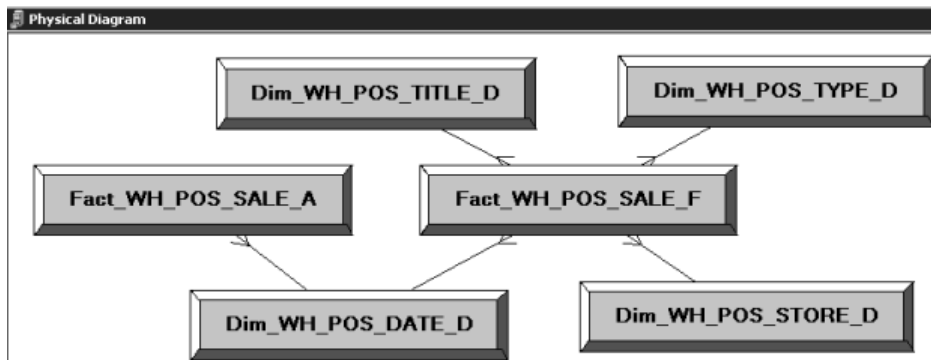 Physical Diagram
Dim_WH_POS_TITLE_D
Dim_WH_POS_TYPE_D
Fact_WH_POS_SALE_A
Fact_WH_POS_SALE_F
Dim_WH_POS_DATE_D
Dim_WH_POS_STORE_D